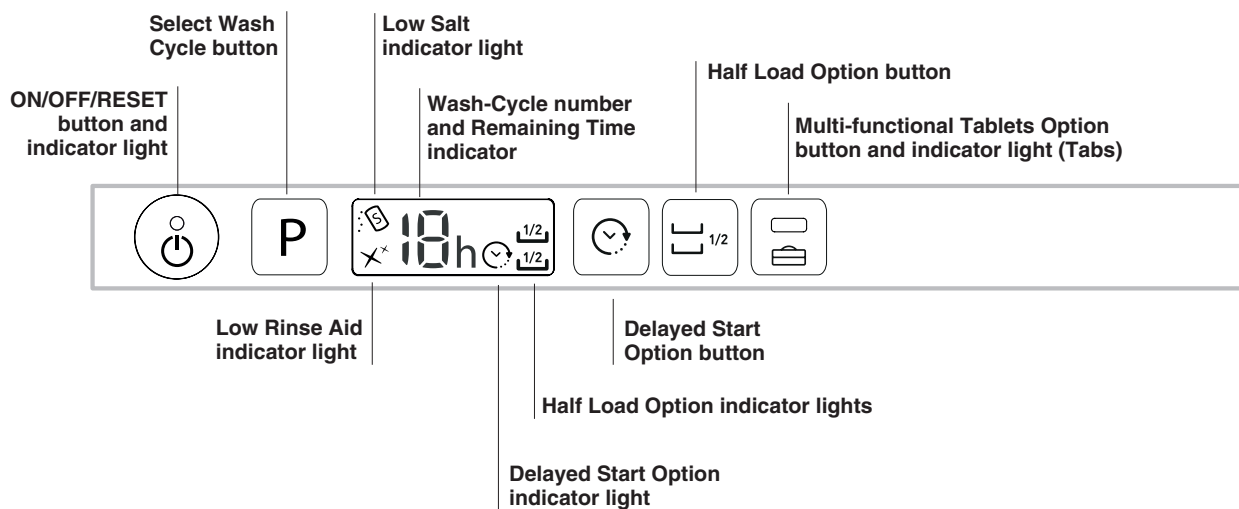 Select Wash
Cycle button
Low Salt
indicator light
Half Load Option button
ON/OFF/RESET
button and
indicator light
Wash-Cycle number
and Remaining Time
indicator
Multi-functional Tablets Option
button and indicator light (Tabs)
P
S
18h
1/2
1/2
1/2
Low Rinse Aid
indicator light
Delayed Start
Option button
Half Load Option indicator lights
Delayed Start Option
indicator light